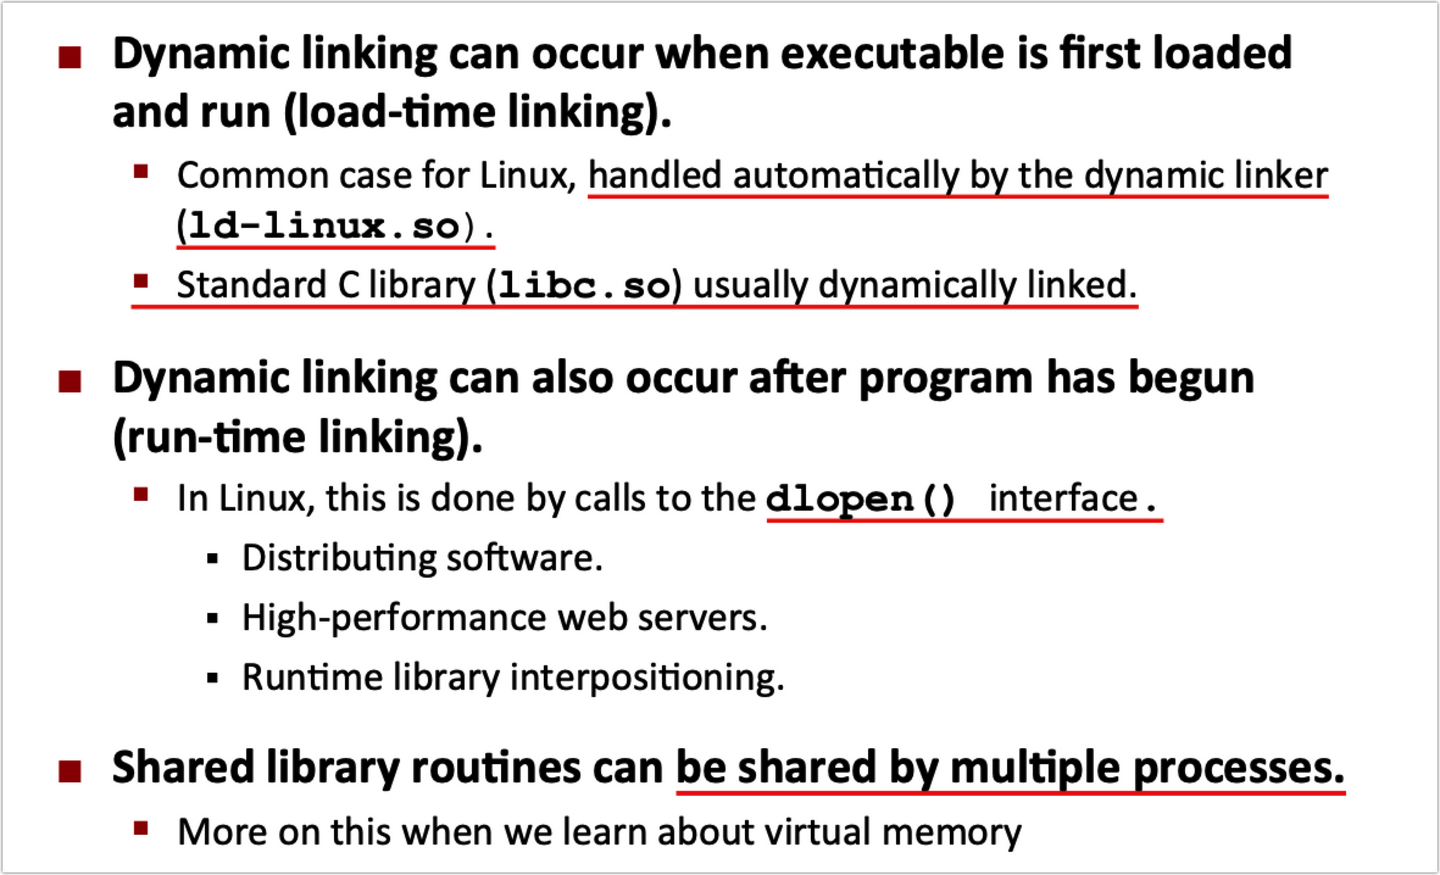 Dynamic linking can occur when executable is first loaded
and run (load-time linking).
Common case for Linux, handled automatically by the dynamic linker
(ld-linux.so).
Standard C library (libc.so) usually dynamically linked.
Dynamic linking can also occur after program has begun
(run-time linking).
In Linux, this is done by calls to the dlopen() interface.
Distributing software.
High-performance web servers.
Runtime library interpositioning.
Shared library routines can be shared by multiple processes.
More on this when we learn about virtual memory